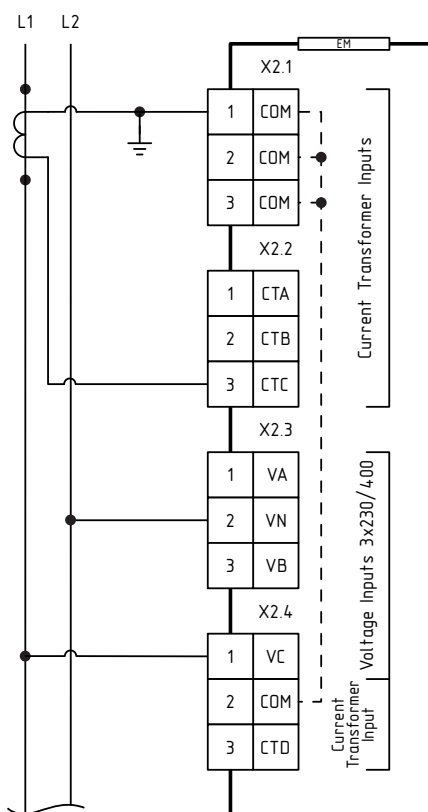 L1 L2
EM
X2.1
1 COM
2 COM
3 COM
X2.2
1 CTA
2 CTB
3 CTC
Current Transformer Inputs
X2.3
1 VA
2 VN
3 VB
X2.4
1 VC
2 COM
3 CTD
Voltage Inputs 3x230/400
Current
Transformer
Input